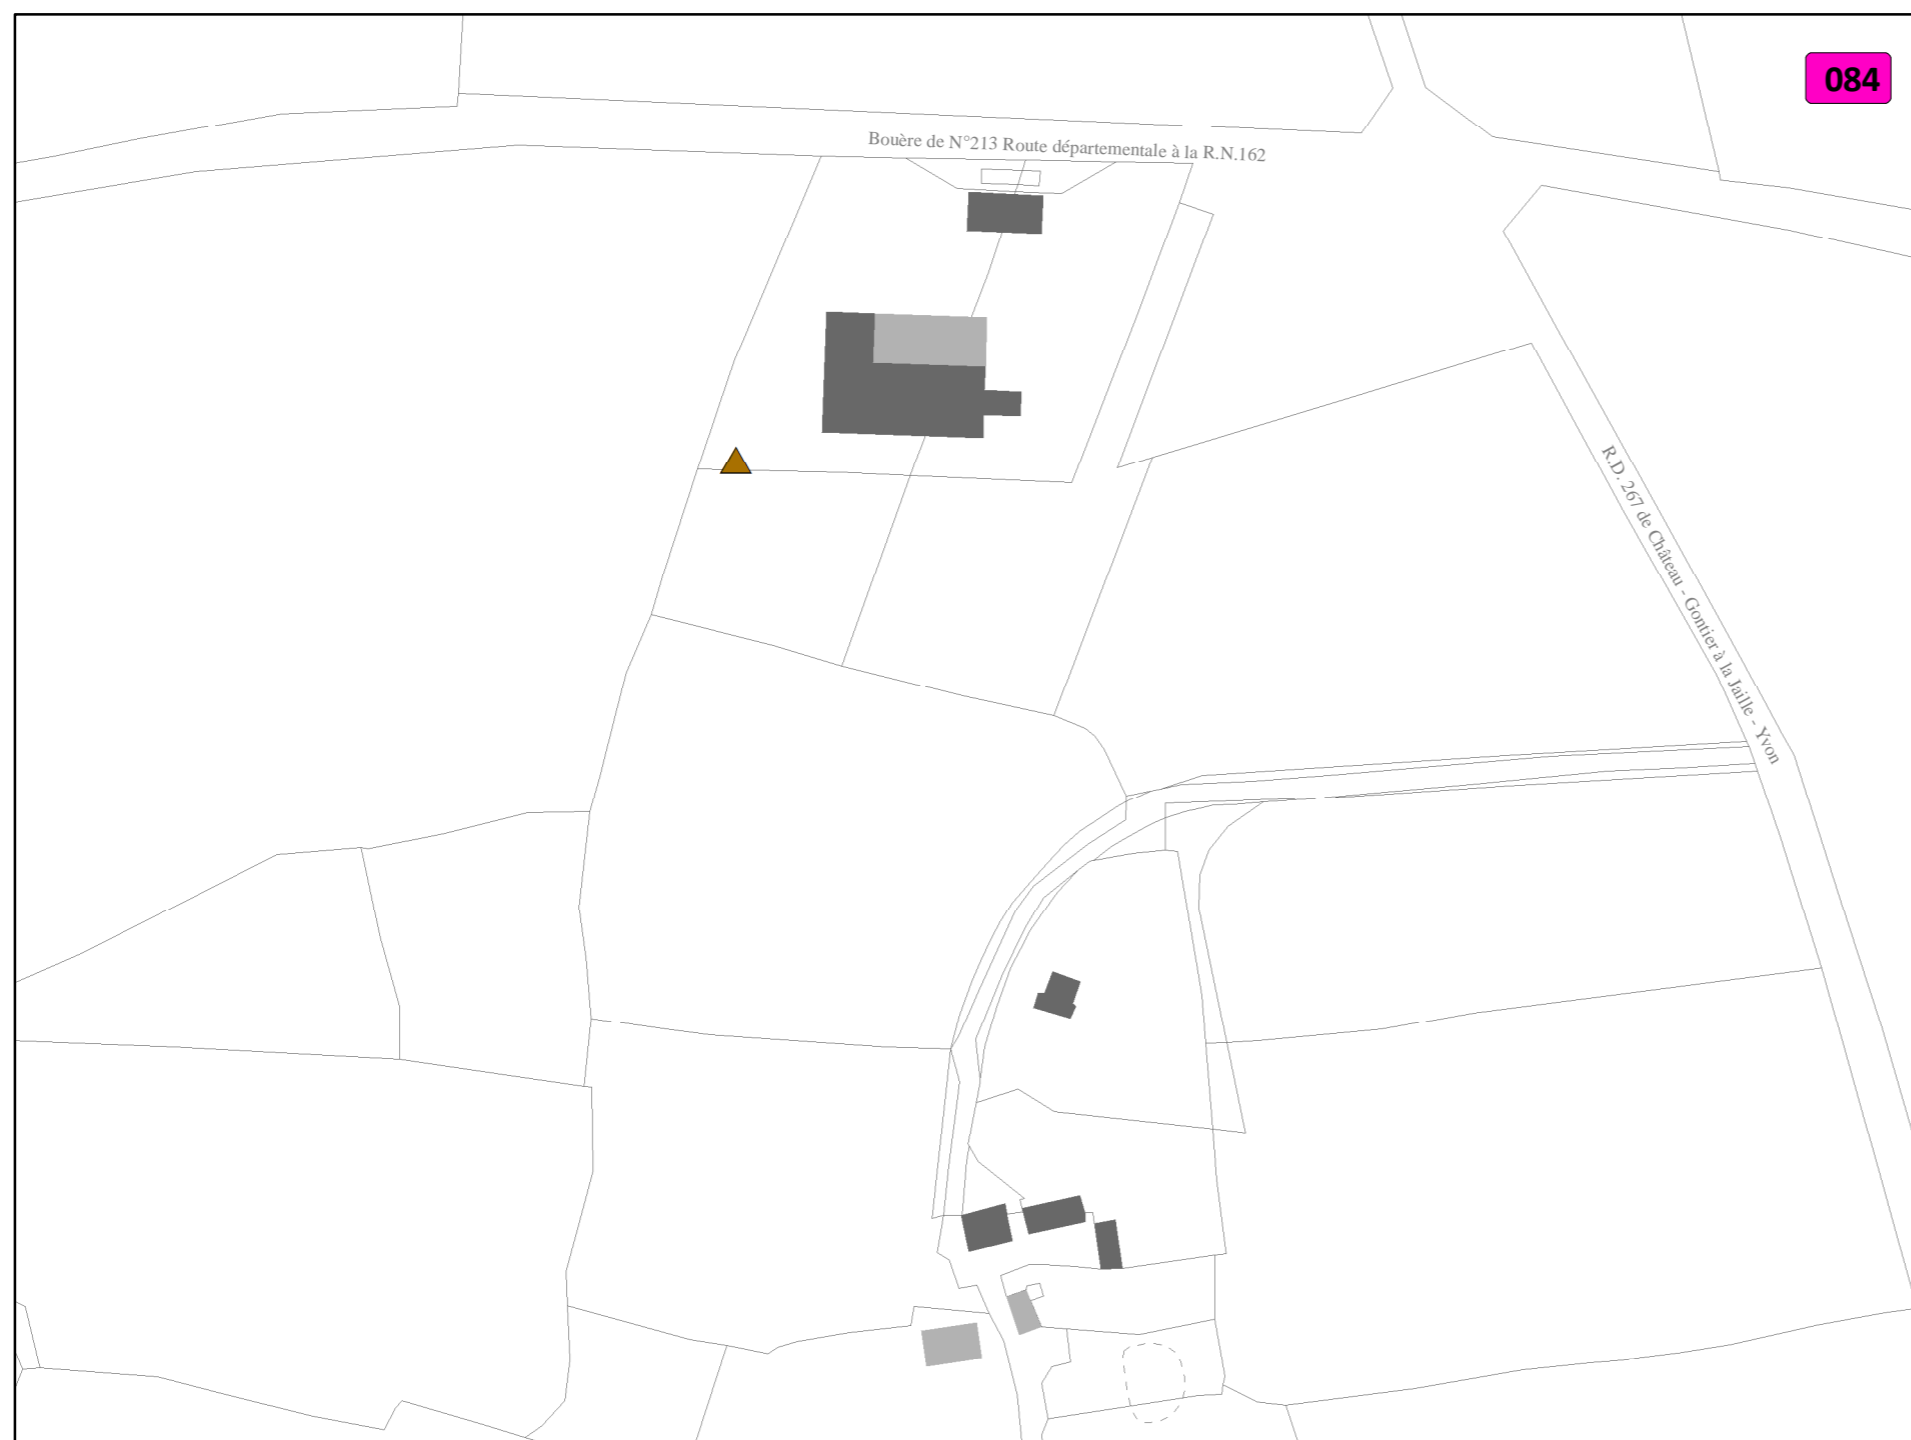 084
Bouère de N°213 Route départementale à la R.N.162
R.D. 267 de Château - Gontier à la Jaille - Yvon